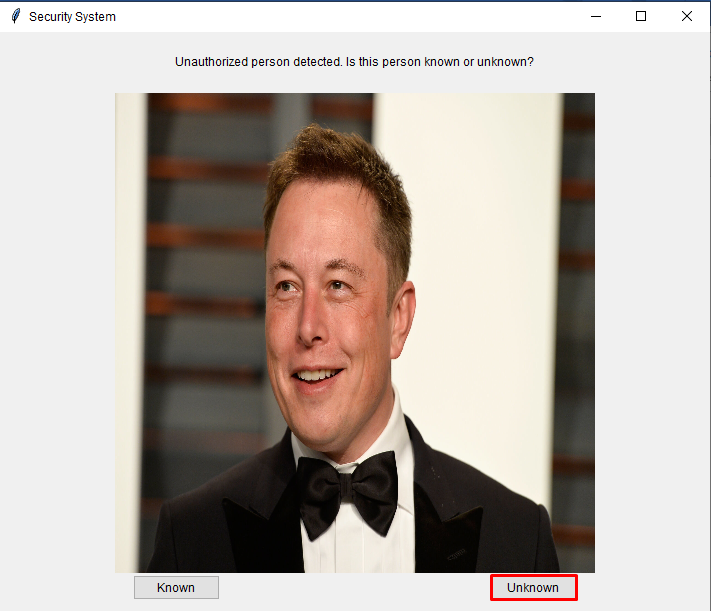 Security System
Unauthorized person detected. Is this person known or unknown?
Known
Unknown